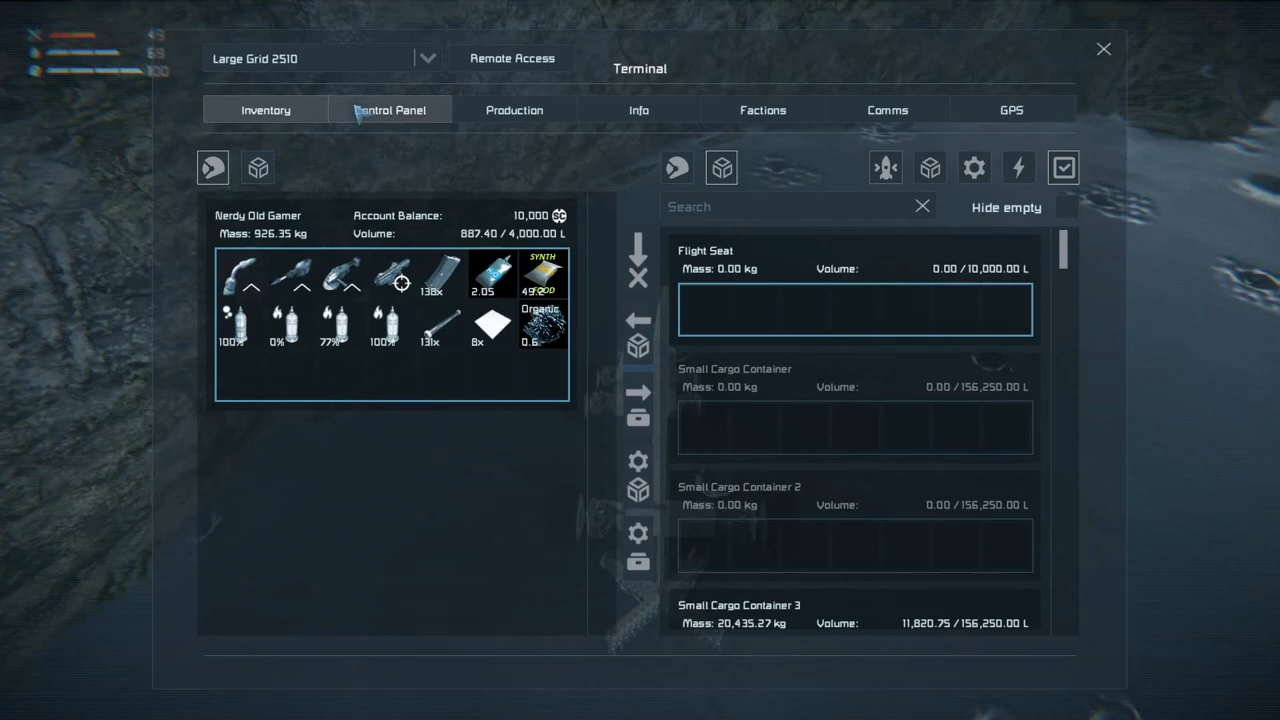 49
Large Grid 2510
Remote Access
69
Terminal
100
Inventory
Control Panel
Production
Info
Factions
Comms
GPS
Search
Hide empty
Nerdy Old Gamer
Account Balance:
10,000 SC
Mass: 926.35 kg
Volume:
887.40 / 4,000.00 L
Flight Seat
Mass: 0.00 kg
Volume:
0.00 / 10,000.00 L
SYNTH
FOOD
138x
2.05
49.2
Organic
100%
0%
77%
100%
131x
8x
0.6
Small Cargo Container
Mass: 0.00 kg
Volume:
0.00 / 156,250.00 L
Small Cargo Container 2
Mass: 0.00 kg
Volume:
0.00 / 156,250.00 L
Small Cargo Container 3
Mass: 20,435.27 kg
Volume:
11,820.75 / 156,250.00 L